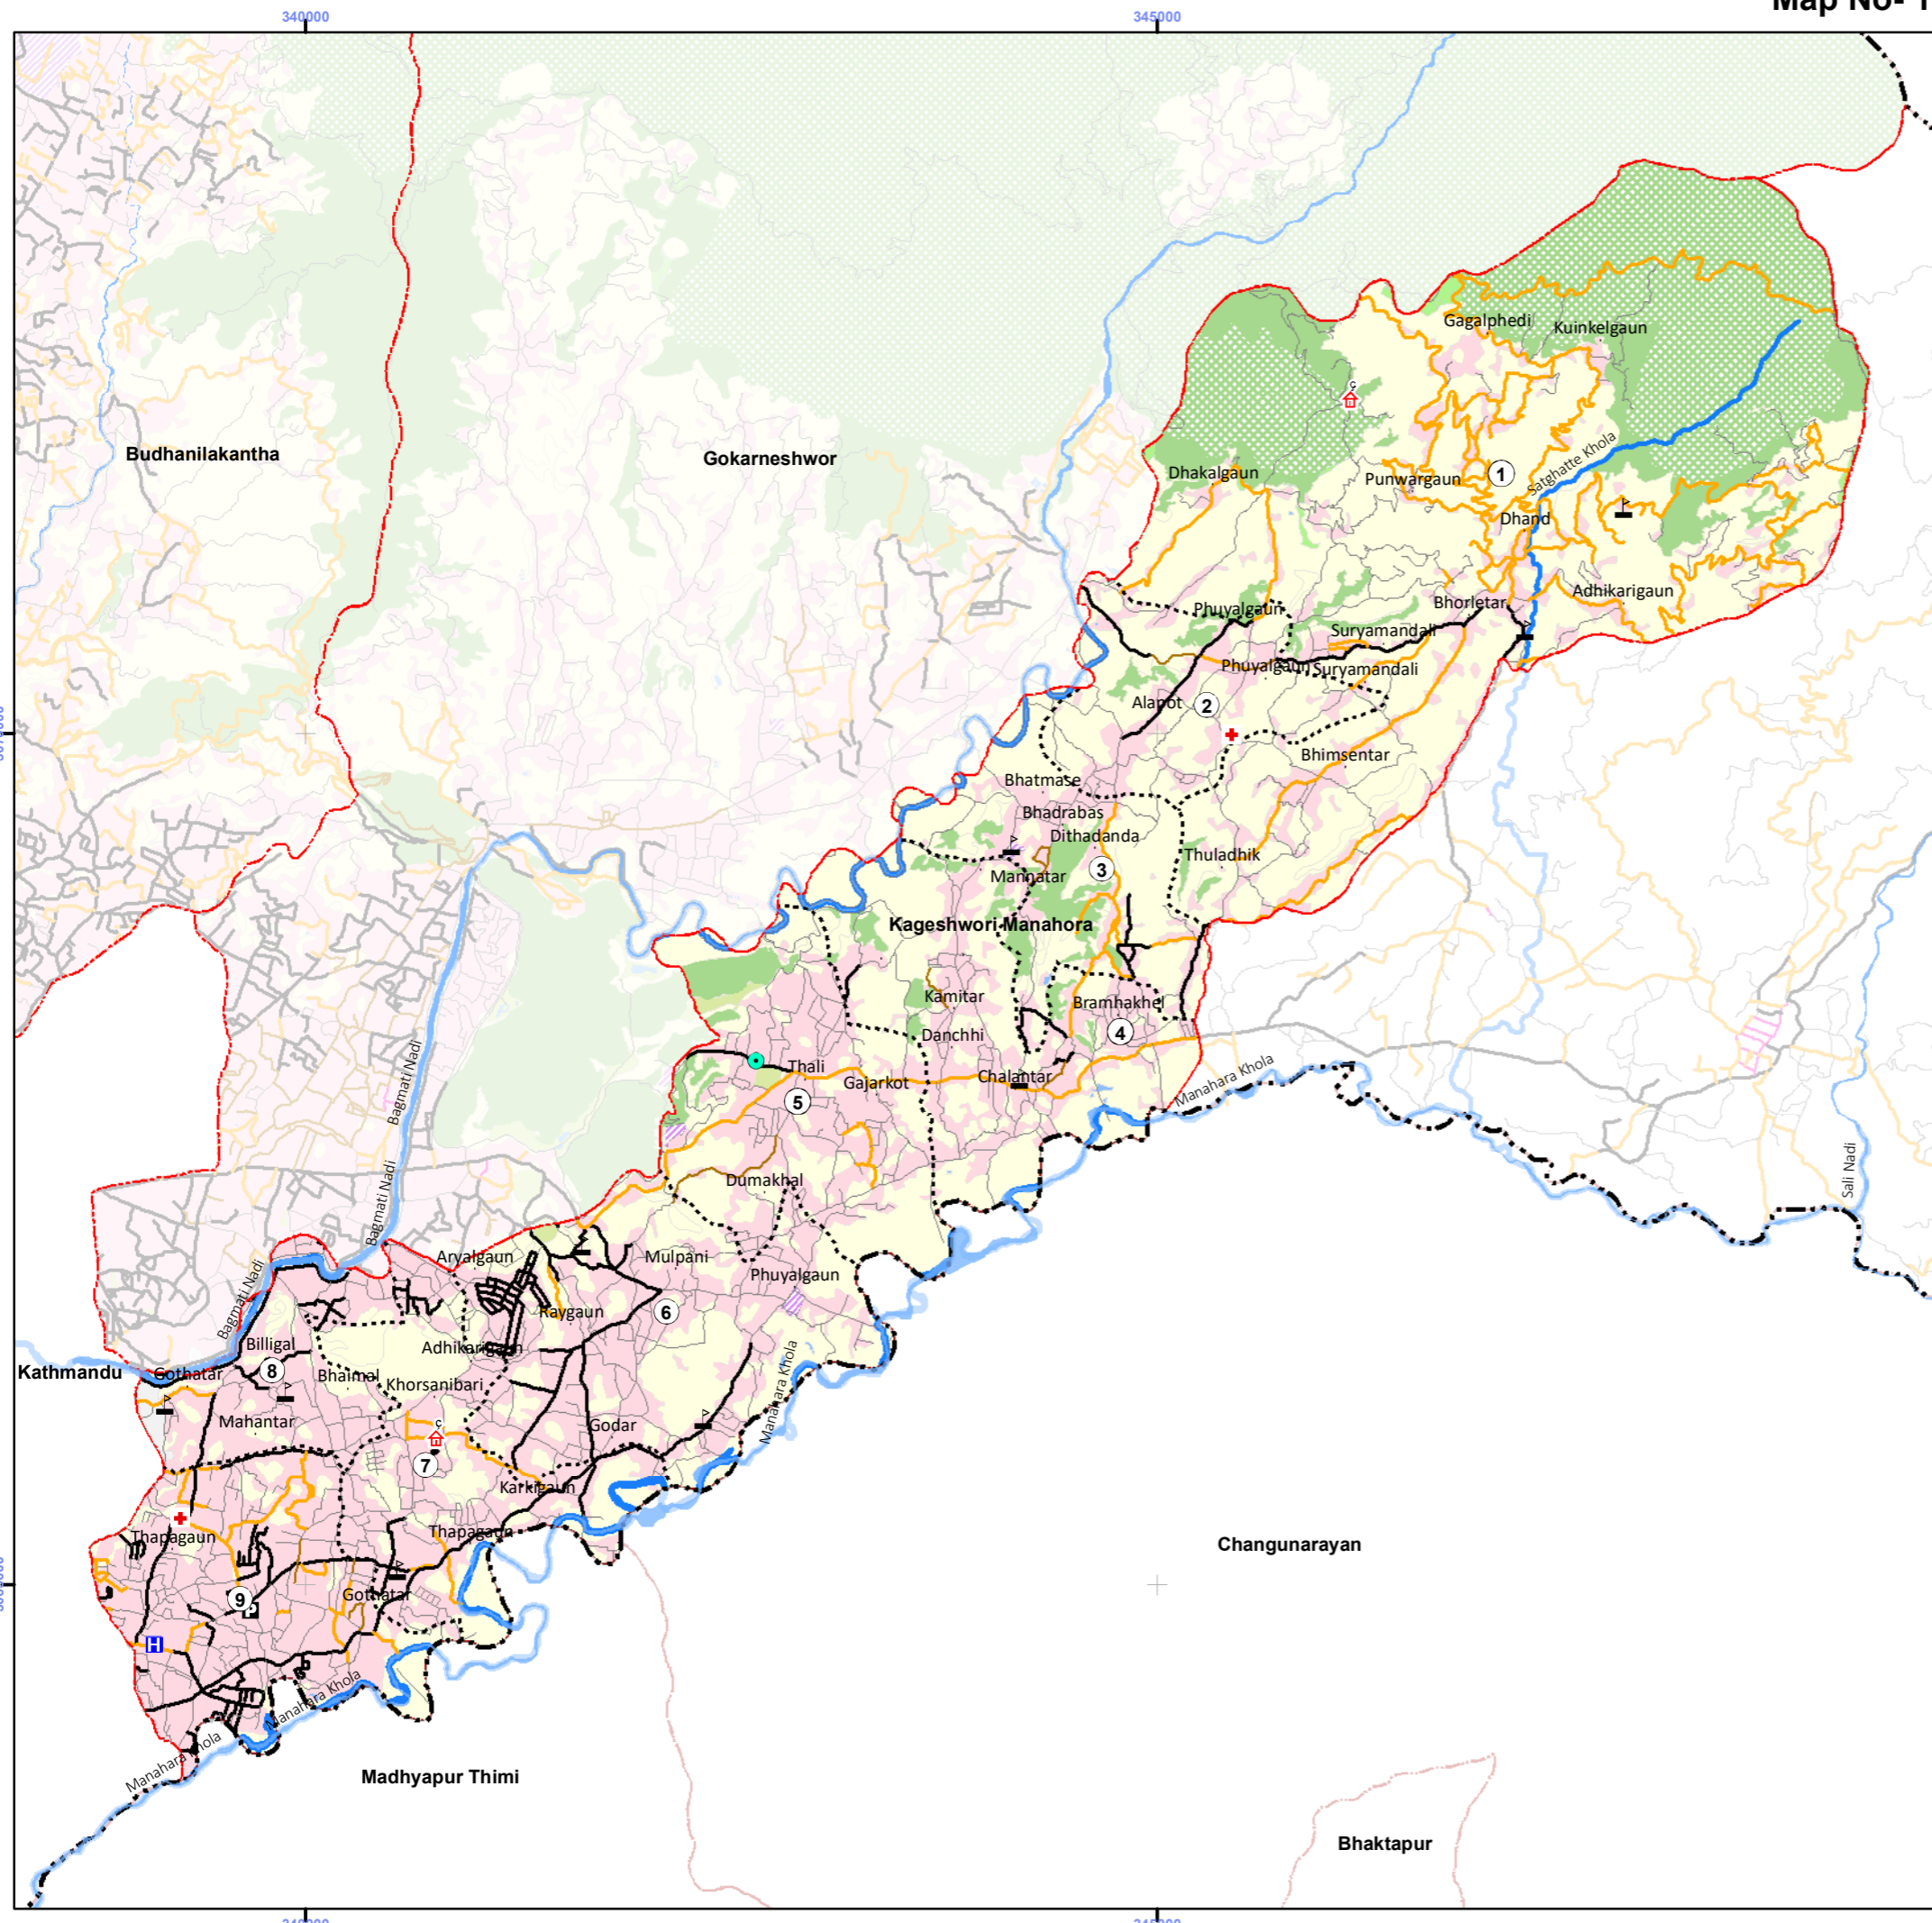 Map No- 1
340000
345000
Gagalphedi
Kuinkelgaun
Budhanilakantha
Gokarneshwor
Satghatte Khola
Dhakalgaun
Punwargaun
1
Dhand
Adhikarigaun
Bhorletar
Phuyalgaun
Suryamandali
Phuyalgaun
Suryamandali
Alapot
2
Bhimsentar
Bhatmase
Bhadrabas
Dithadanda
Thuladhik
3
Mannatar
Kageshwori Manahora
Kamitar
Bramhakhel
4
Danchhi
Thali
Chalantar
Gajarkot
5
Manahara Khola
Bagmati Nadi
Bagmati Nadi
Sali Nadi
Dumakhal
Aryalgaun
Mulpani
Phuyalgaun
Bagmati Nadi
Raygaun
6
Billigal
Adhikarigaun
8
Kathmandu
Gothatar
Bhaimal
Khorsanibari
Manahara Khola
Mahantar
Godar
7
Karkigaun
Thapagaun
Thapagaun
Changunarayan
Gothatar
9
P
H
Manahara Khola
Manahara Khola
Madhyapur Thimi
Bhaktapur
345000